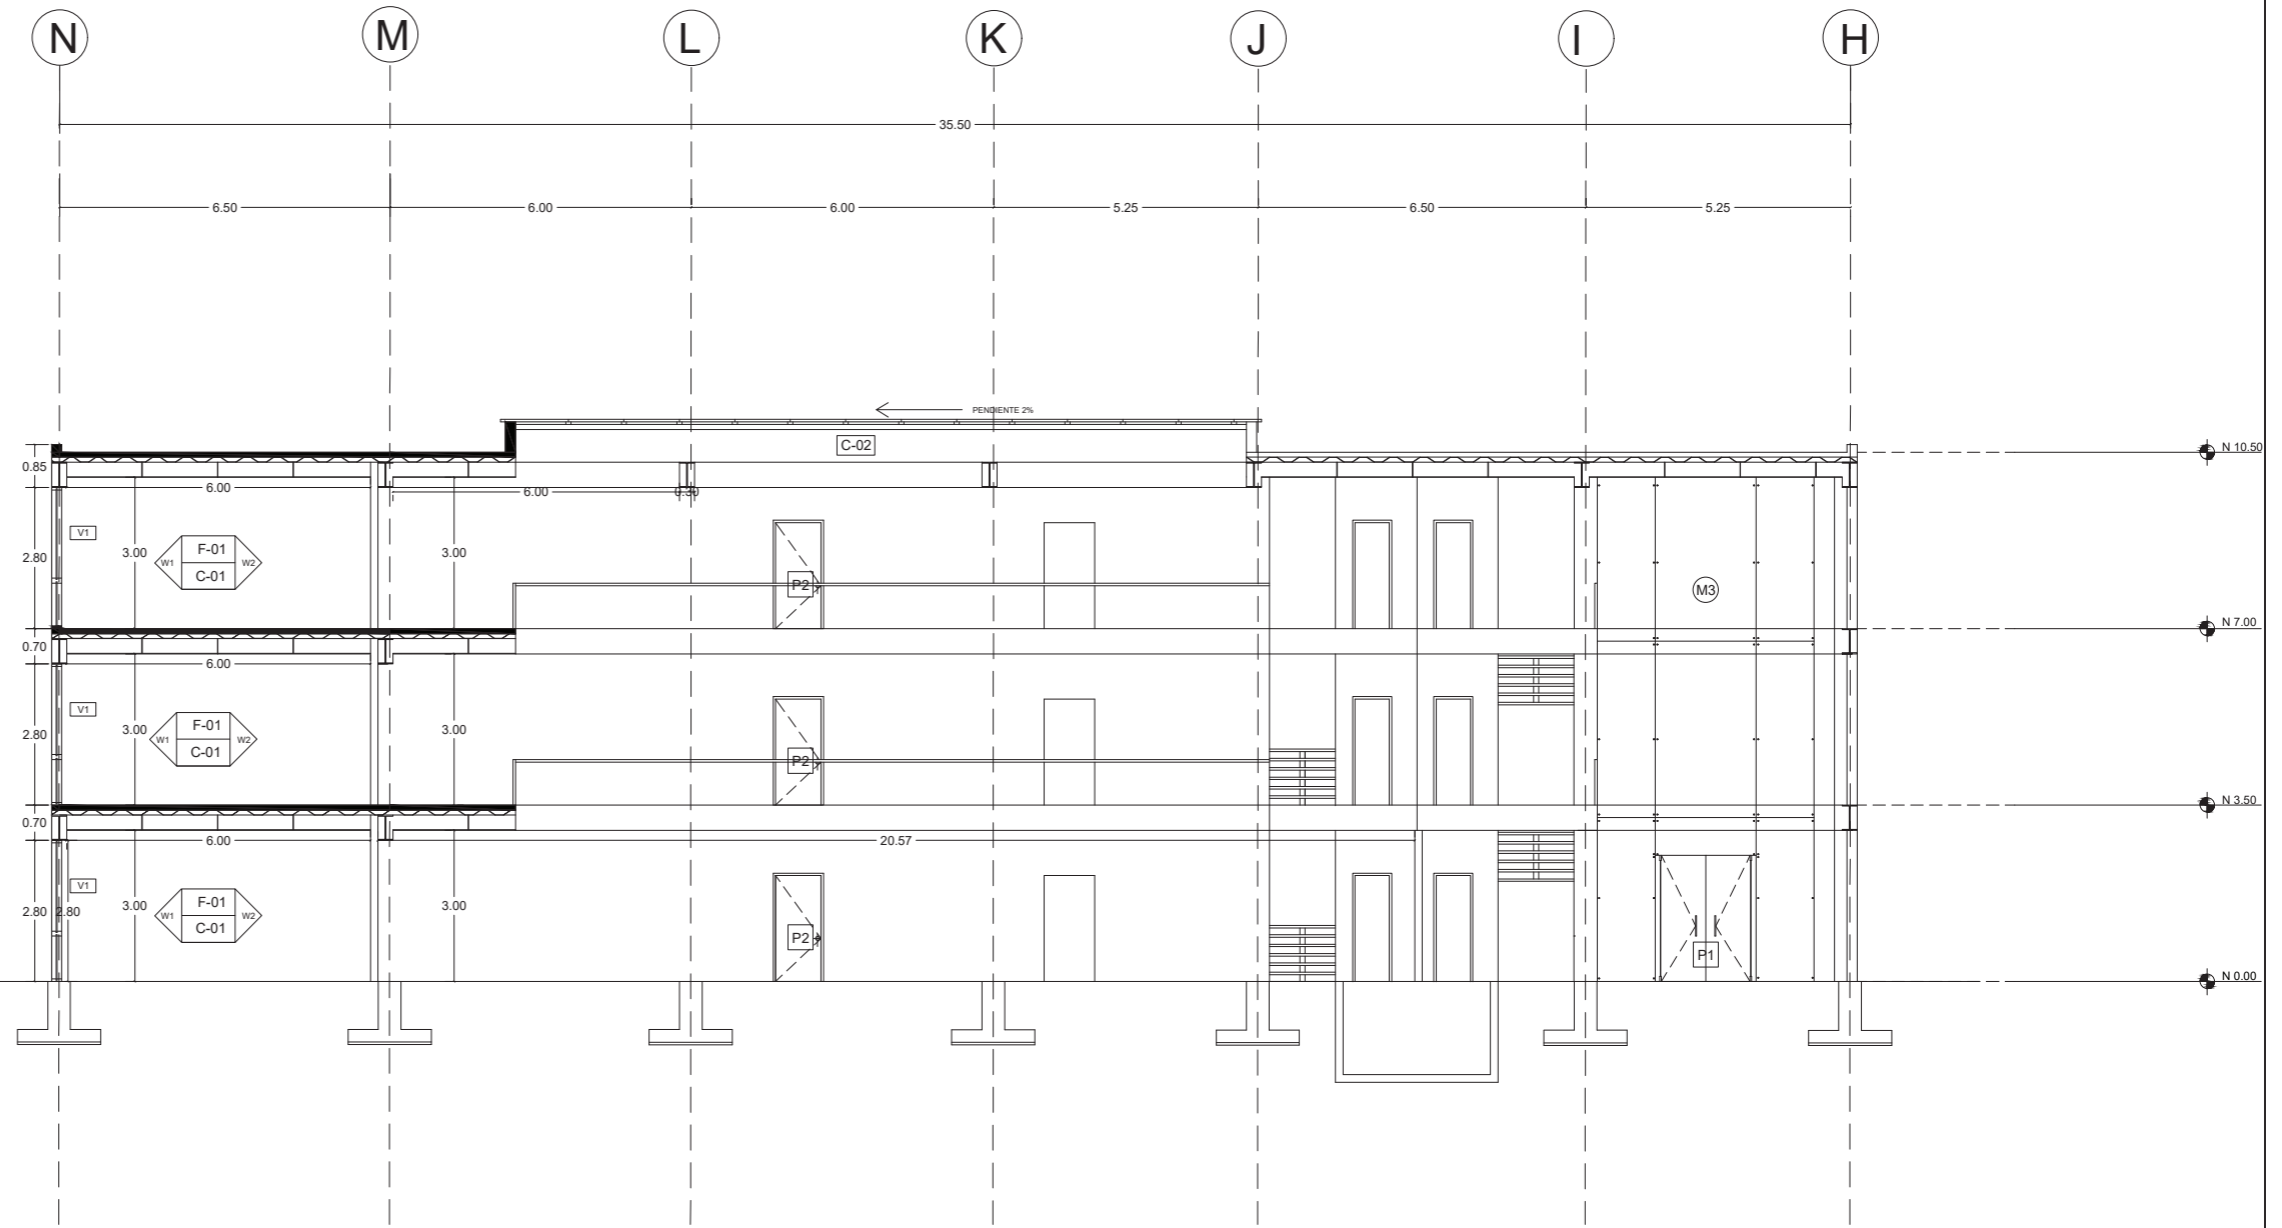 N M L K J I H
35.50
6.50 6.00 6.00 5.25 6.50 5.25
PENDIENTE 2%
C-02
N 10.50
0.85
6.00 6.00 0.30
V1
F-01
2.80 3.00 W1 W2 3.00
C-01
P2
M3
N 7.00
0.70
6.00
V1
F-01
2.80 3.00 W1 W2 3.00
C-01
P2
N 3.50
0.70
6.00 20.57
V1
F-01
2.80 2.80 3.00 W1 W2 3.00
C-01
P2
P1
N 0.00